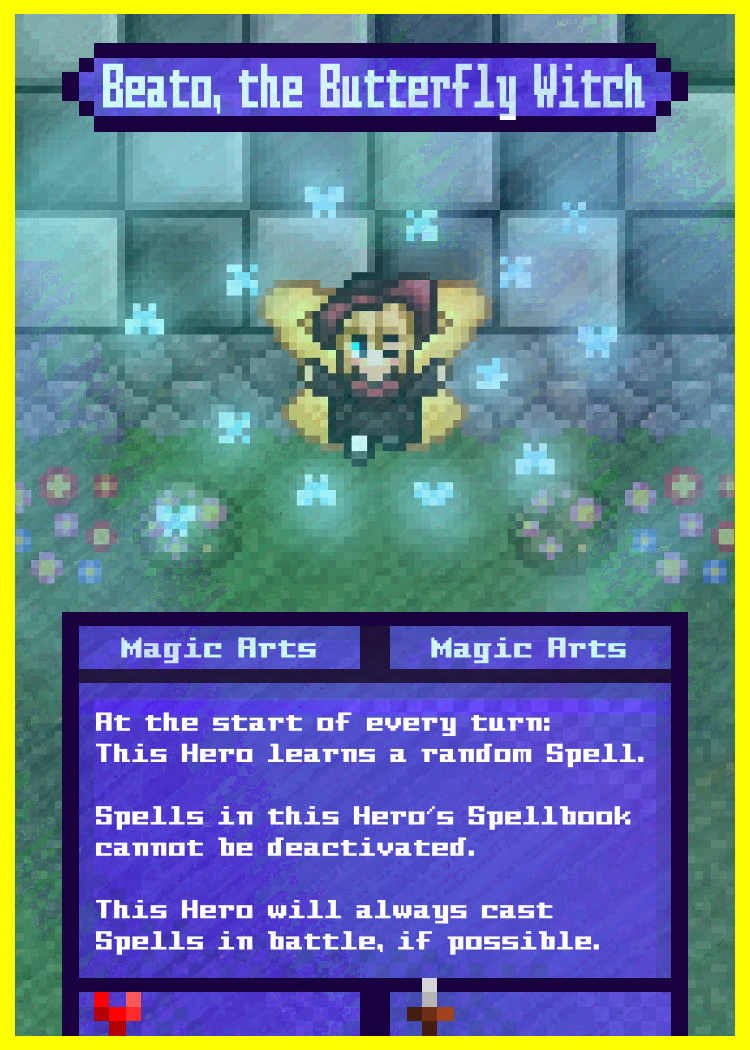 Beato, the Butterfly Witch
Magic Arts
Magic Arts
At the start of every turn:
This Hero learns a random Spell.
Spells in this Hero's Spellbook
cannot be deactivated.
This Hero will always cast
Spells in battle, if possible.